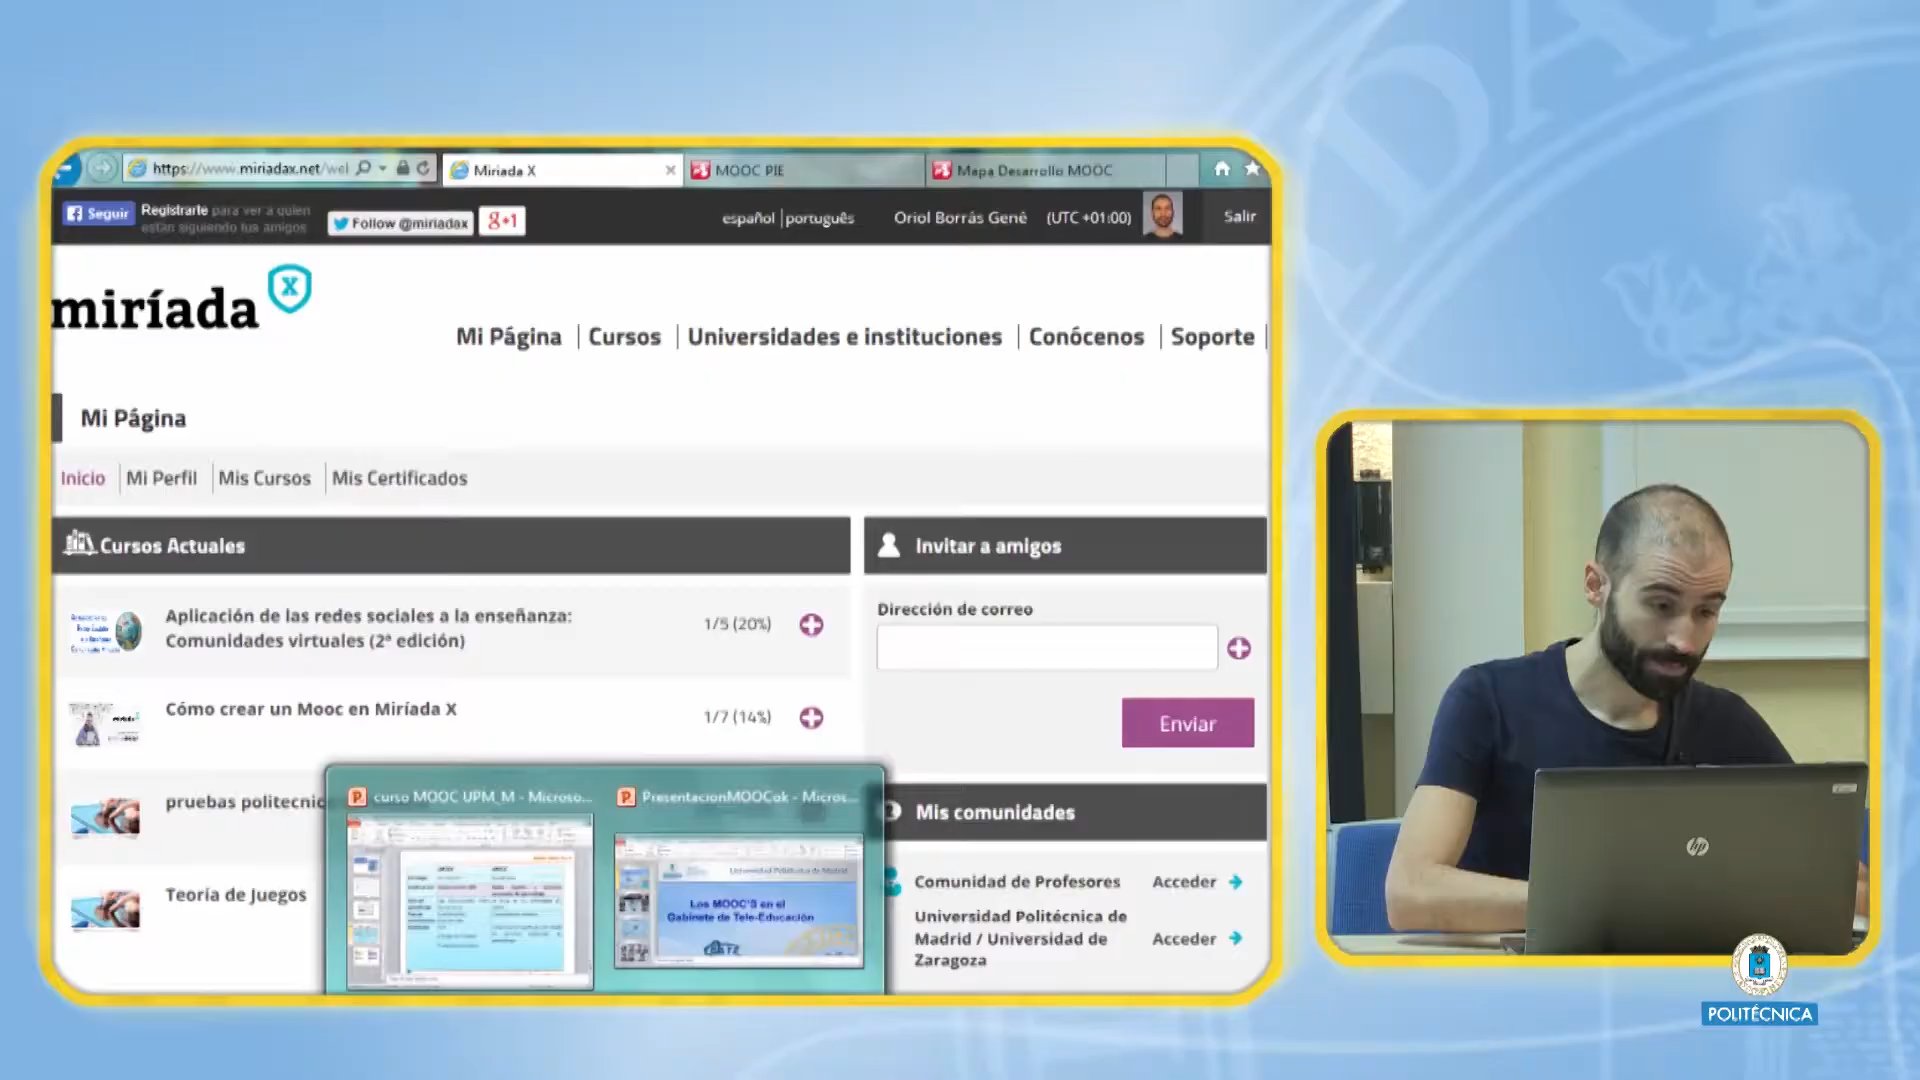 https://www.miriadax.net/wel
Miriada X
MOOC PIE
Mapa Desarrollo MOOC
Seguir
Registrarte para ver a quien
están siguiendo tus amigos
Follow @miriadax
g+1
español | português
Oriol Borrás Gené
(UTC +01:00)
Salir
miríada X
Mi Página | Cursos | Universidades e instituciones | Conócenos | Soporte |
Mi Página
Inicio | Mi Perfil | Mis Cursos | Mis Certificados
Cursos Actuales
Aplicación de las redes sociales a la enseñanza:
Comunidades virtuales (2ª edición)
1/5 (20%)
Cómo crear un Mooc en Miríada X
1/7 (14%)
pruebas politecnic
Teoría de Juegos
curso MOOC UPM_M - Microso...
PresentacionMOOCok - Micros...
Universidad Politécnica de Madrid
Los MOOC'S en el
Gabinete de Tele-Educación
GATE
Invitar a amigos
Dirección de correo
Enviar
Mis comunidades
Comunidad de Profesores
Acceder
Universidad Politécnica de
Madrid / Universidad de
Zaragoza
Acceder
hp
POLITÉCNICA